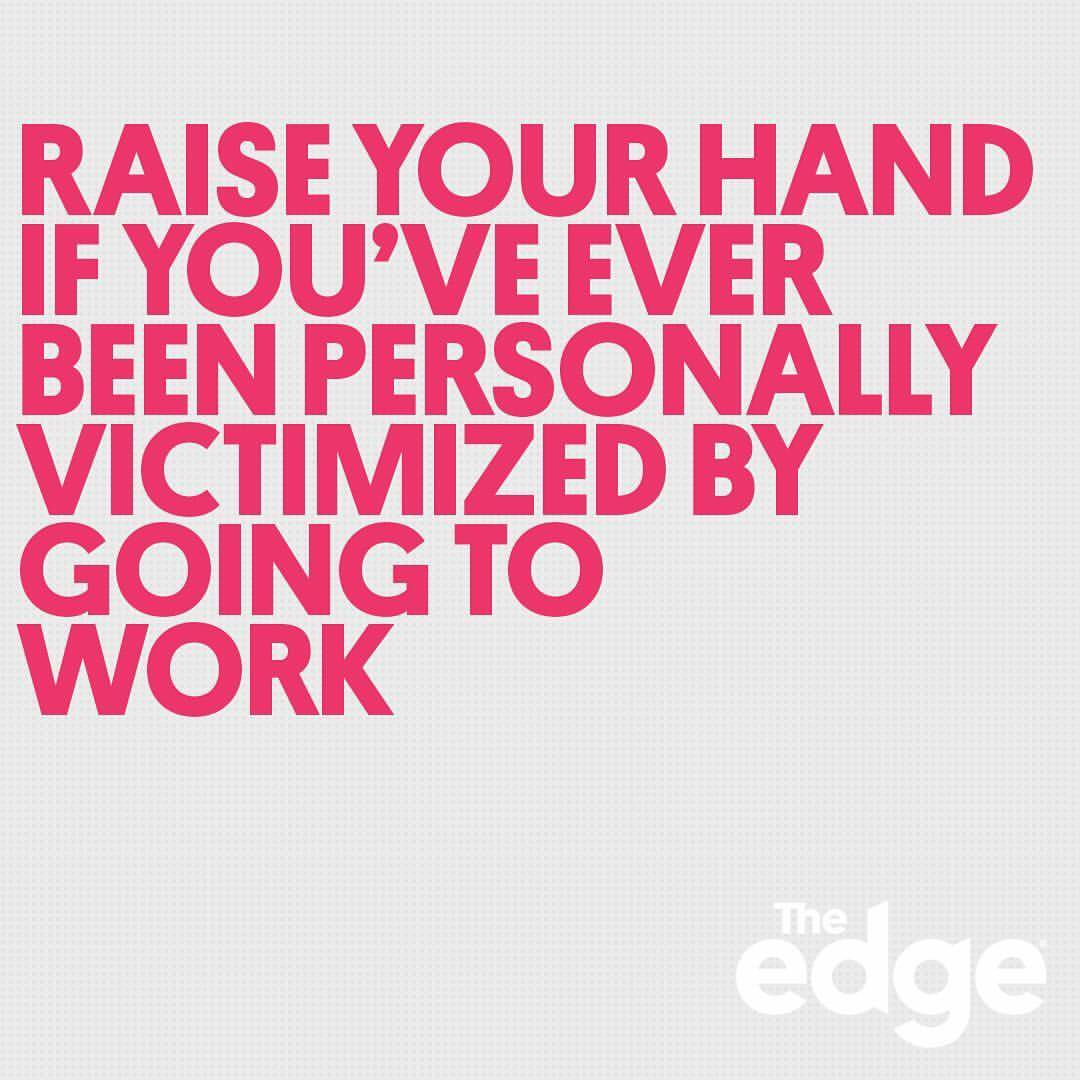 RAISE YOUR HAND
IF YOU’VE EVER
BEEN PERSONALLY
VICTIMIZED BY
GOING TO
WORK
The
edge